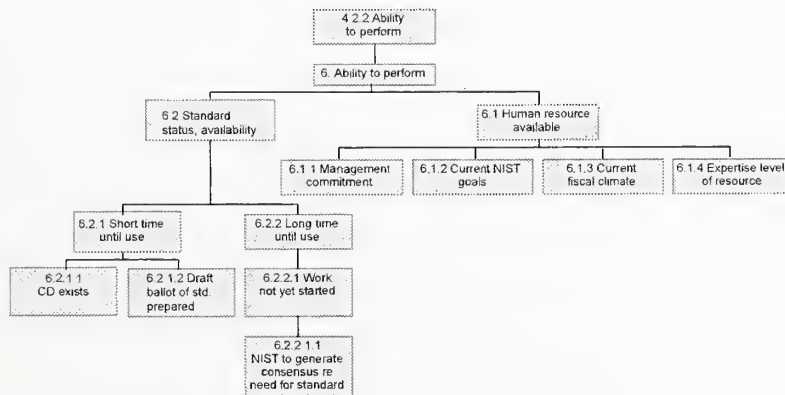 4.2.2 Ability
to perform
6. Ability to perform
6.2 Standard
status, availability
6.1 Human resource
available
6.1 1 Management
commitment
6.1.2 Current NIST
goals
6.1.3 Current
fiscal climate
6.1.4 Expertise level
of resource
6.2.1 Short time
until use
6.2.2 Long time
until use
6.2.1 1
CD exists
6.2 1.2 Draft
ballot of std.
prepared
6.2.2.1 Work
not yet started
6.2.2 1.1
NIST to generate
consensus re
need for standard